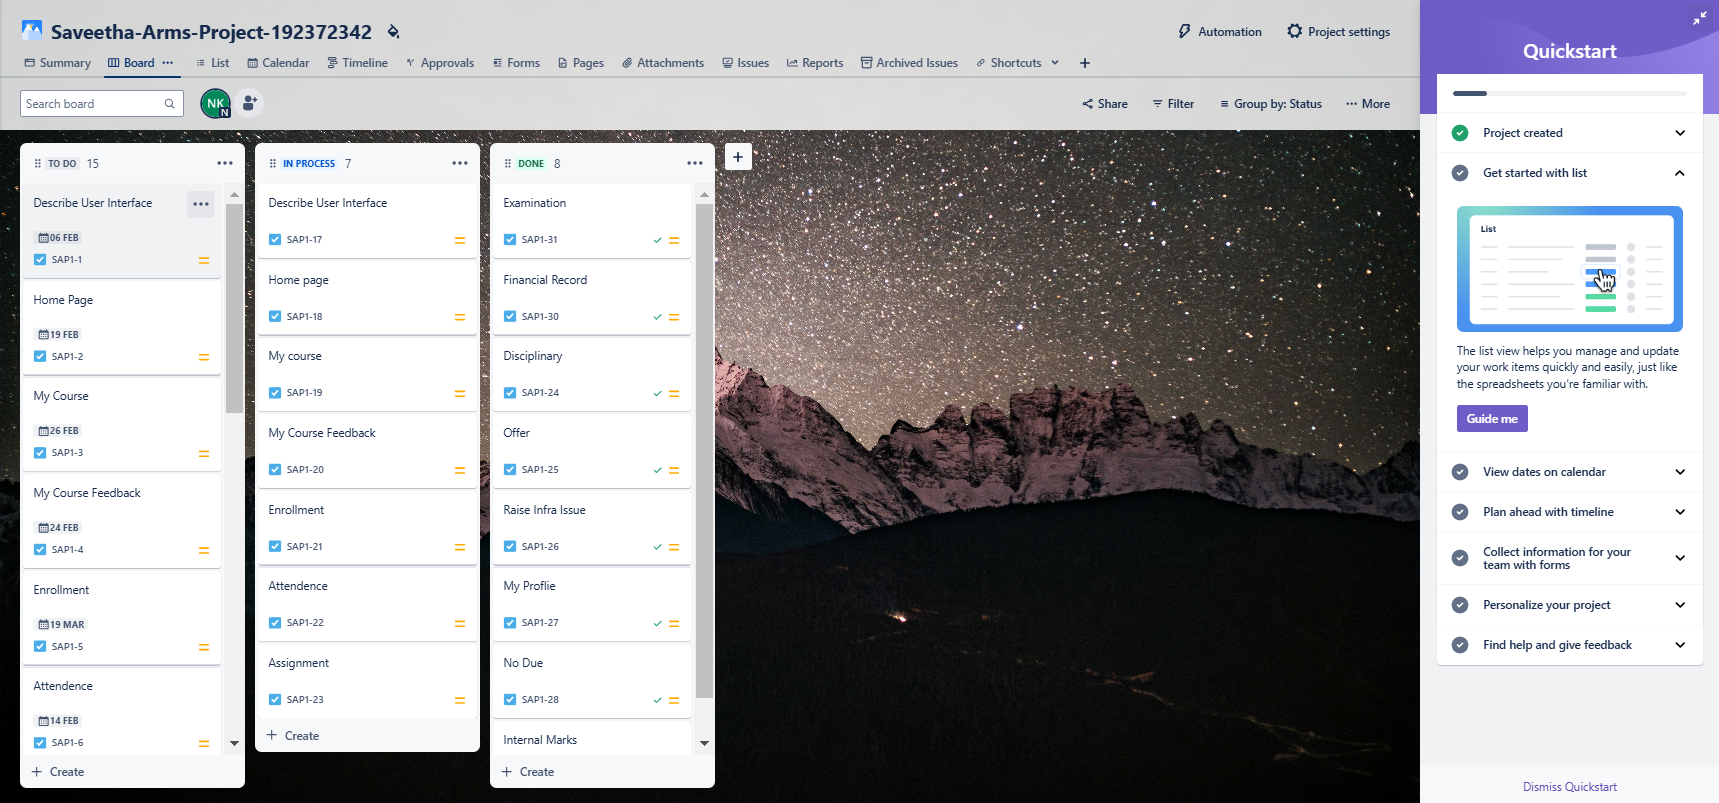 Saveetha-Arms-Project-192372342
Automation
Project settings
Summary
Board
List
Calendar
Timeline
Approvals
Forms
Pages
Attachments
Issues
Reports
Archived Issues
Shortcuts
Search board
NK
N
Share
Filter
Group by: Status
More
TO DO 15
Describe User Interface
06 FEB
SAP1-1
Home Page
19 FEB
SAP1-2
My Course
26 FEB
SAP1-3
My Course Feedback
24 FEB
SAP1-4
Enrollment
19 MAR
SAP1-5
Attendence
14 FEB
SAP1-6
Create
IN PROCESS 7
Describe User Interface
SAP1-17
Home page
SAP1-18
My course
SAP1-19
My Course Feedback
SAP1-20
Enrollment
SAP1-21
Attendence
SAP1-22
Assignment
SAP1-23
Create
DONE 8
Examination
SAP1-31
Financial Record
SAP1-30
Disciplinary
SAP1-24
Offer
SAP1-25
Raise Infra Issue
SAP1-26
My Proflie
SAP1-27
No Due
SAP1-28
Internal Marks
Create
Quickstart
Project created
Get started with list
List
The list view helps you manage and update
your work items quickly and easily, just like
the spreadsheets you're familiar with.
Guide me
View dates on calendar
Plan ahead with timeline
Collect information for your
team with forms
Personalize your project
Find help and give feedback
Dismiss Quickstart